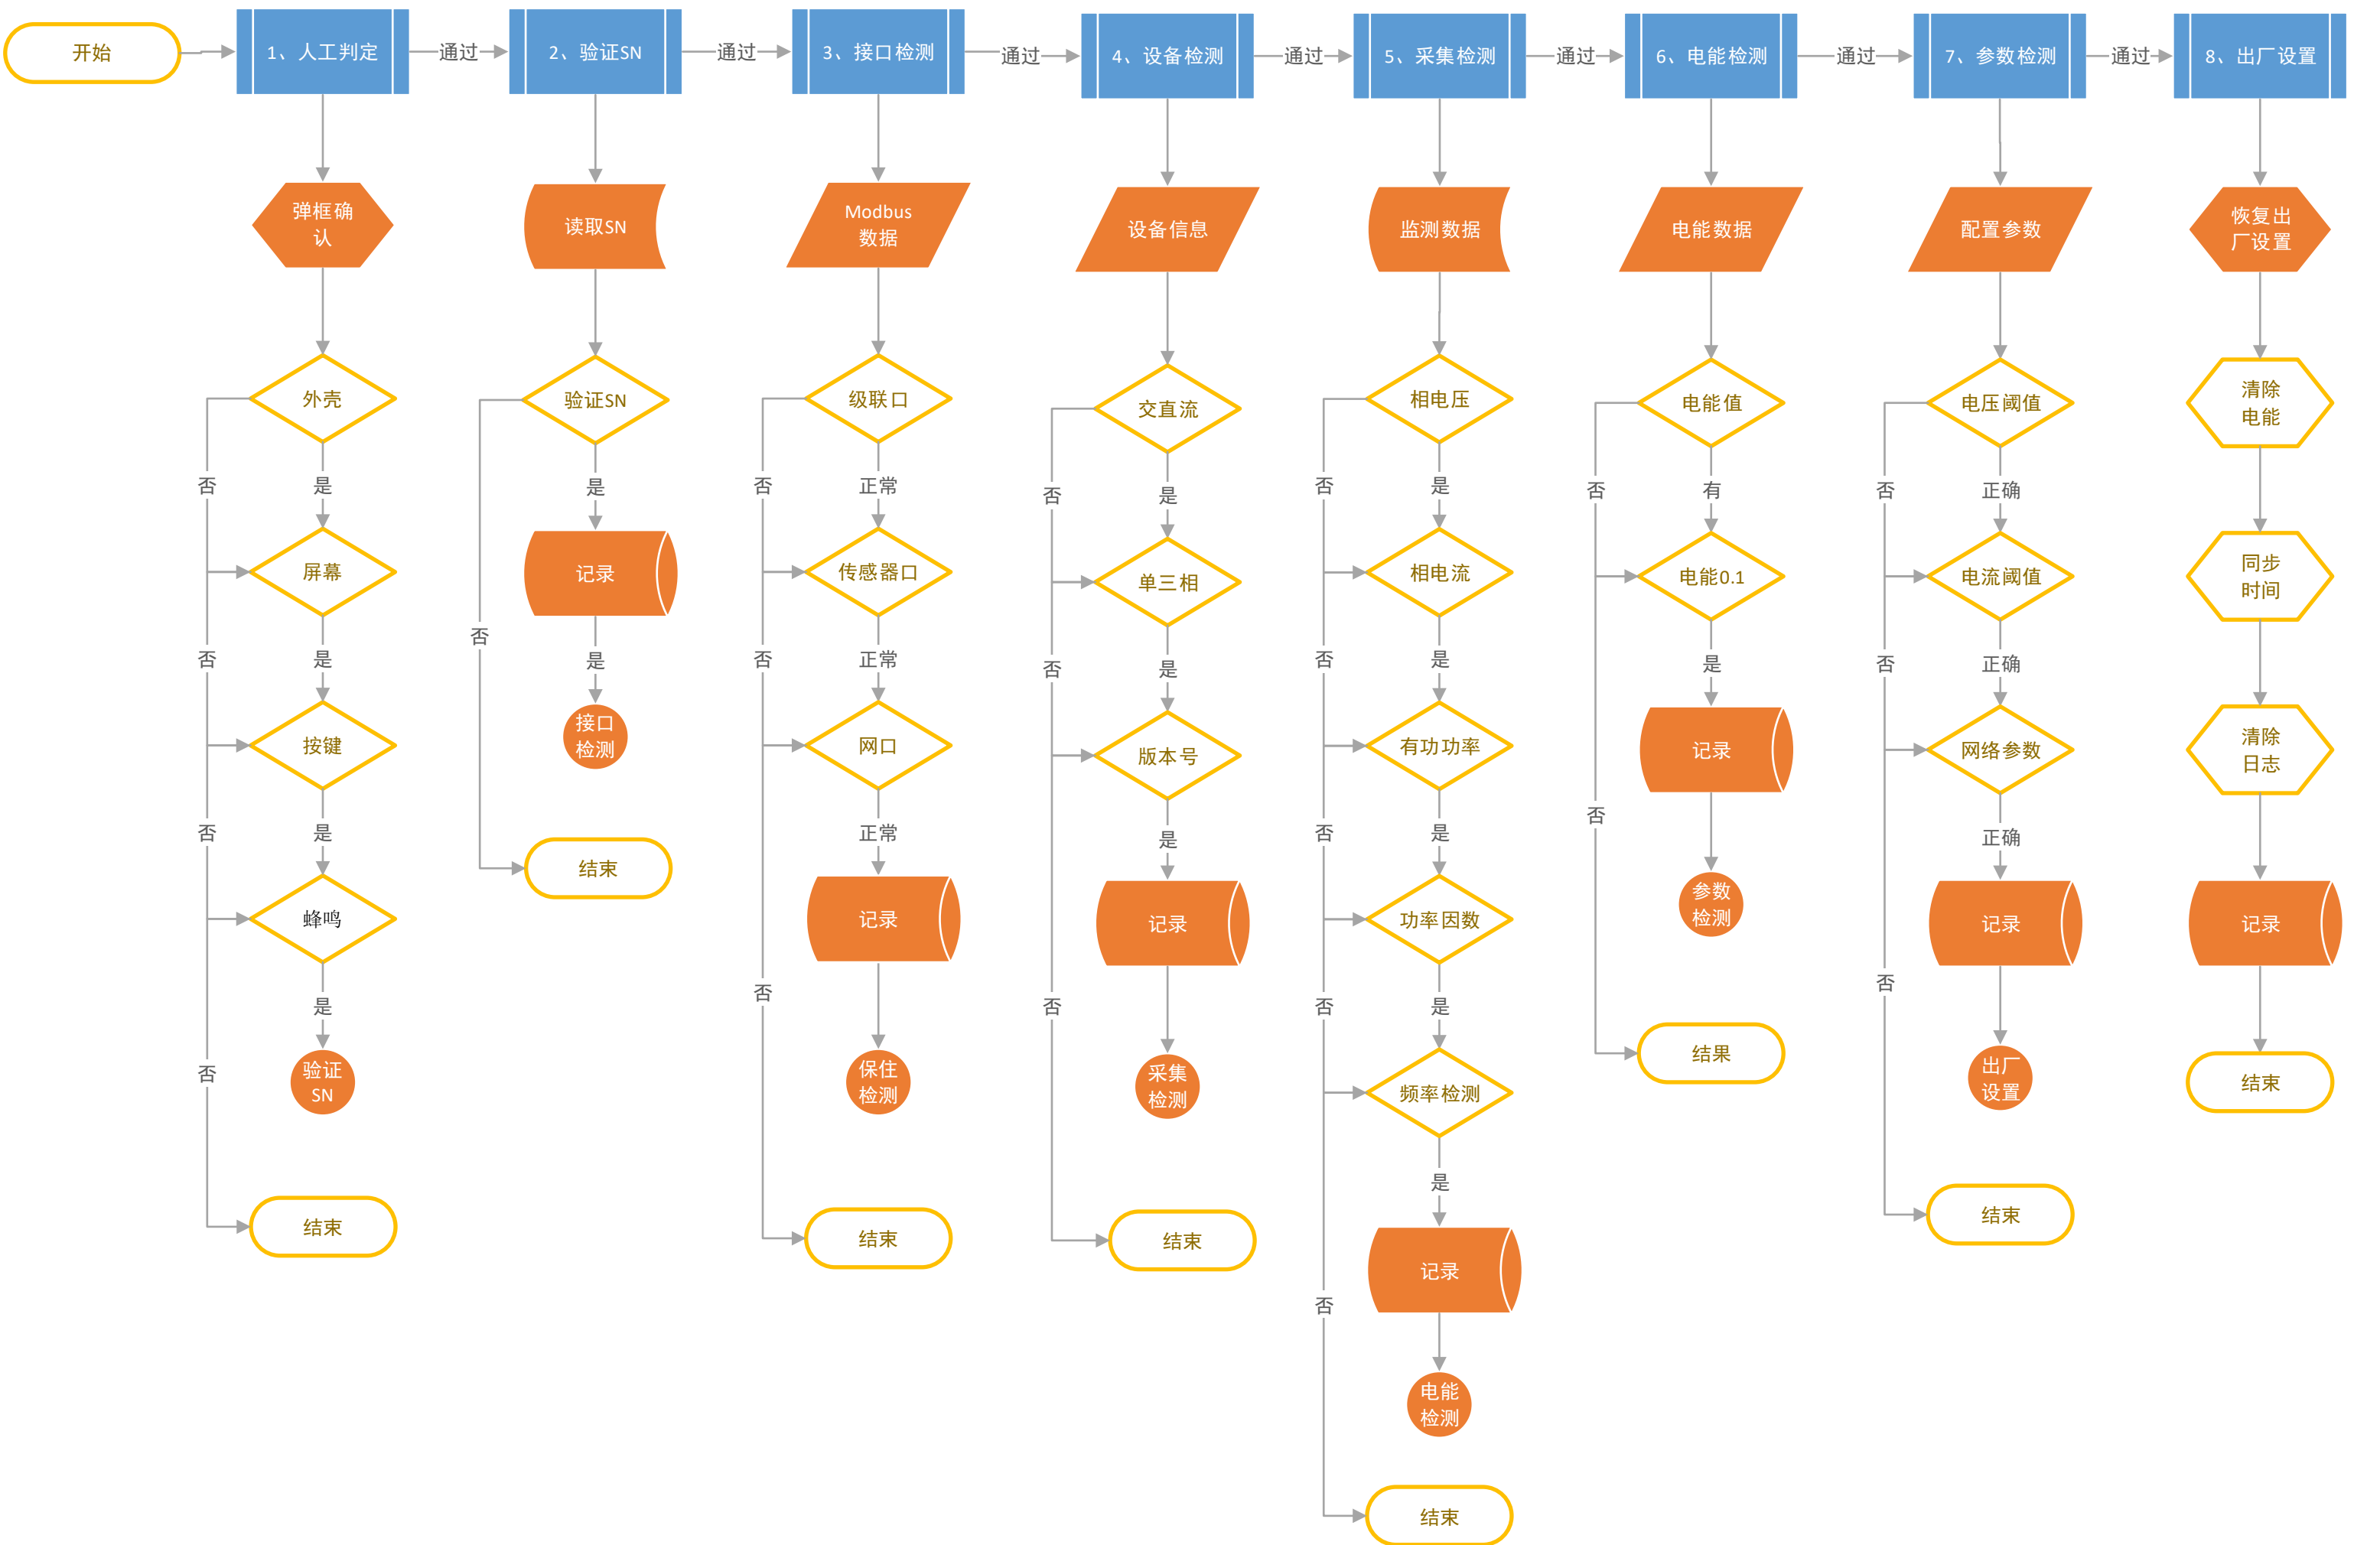 开始
1、人工判定
通过
2、验证SN
通过
3、接口检测
通过
4、设备检测
通过
5、采集检测
通过
6、电能检测
通过
7、参数检测
通过
8、出厂设置
弹框确
认
外壳
否
是
屏幕
否
是
按键
否
是
蜂鸣
否
是
验证
SN
结束
读取SN
验证SN
是
记录
否
是
接口
检测
结束
Modbus
数据
级联口
否
正常
传感器口
否
正常
网口
正常
记录
否
保住
检测
结束
设备信息
交直流
否
是
单三相
否
是
版本号
是
记录
否
采集
检测
结束
监测数据
相电压
否
是
相电流
否
是
有功功率
否
是
功率因数
否
是
频率检测
是
记录
否
电能
检测
结束
电能数据
电能值
否
有
电能0.1
是
记录
否
参数
检测
结果
配置参数
电压阈值
否
正确
电流阈值
否
正确
网络参数
正确
记录
否
出厂
设置
结束
恢复出
厂设置
清除
电能
同步
时间
清除
日志
记录
结束